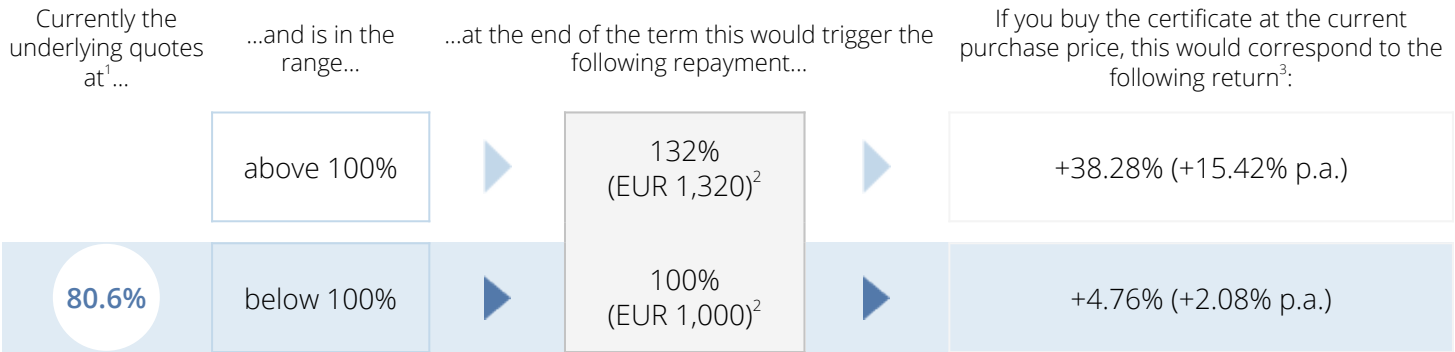 Currently the
underlying quotes
at¹...
...and is in the
range...
...at the end of the term this would trigger the
following repayment...
If you buy the certificate at the current
purchase price, this would correspond to the
following return³:
above 100%
132%
(EUR 1,320)²
+38.28% (+15.42% p.a.)
80.6%
below 100%
100%
(EUR 1,000)²
+4.76% (+2.08% p.a.)